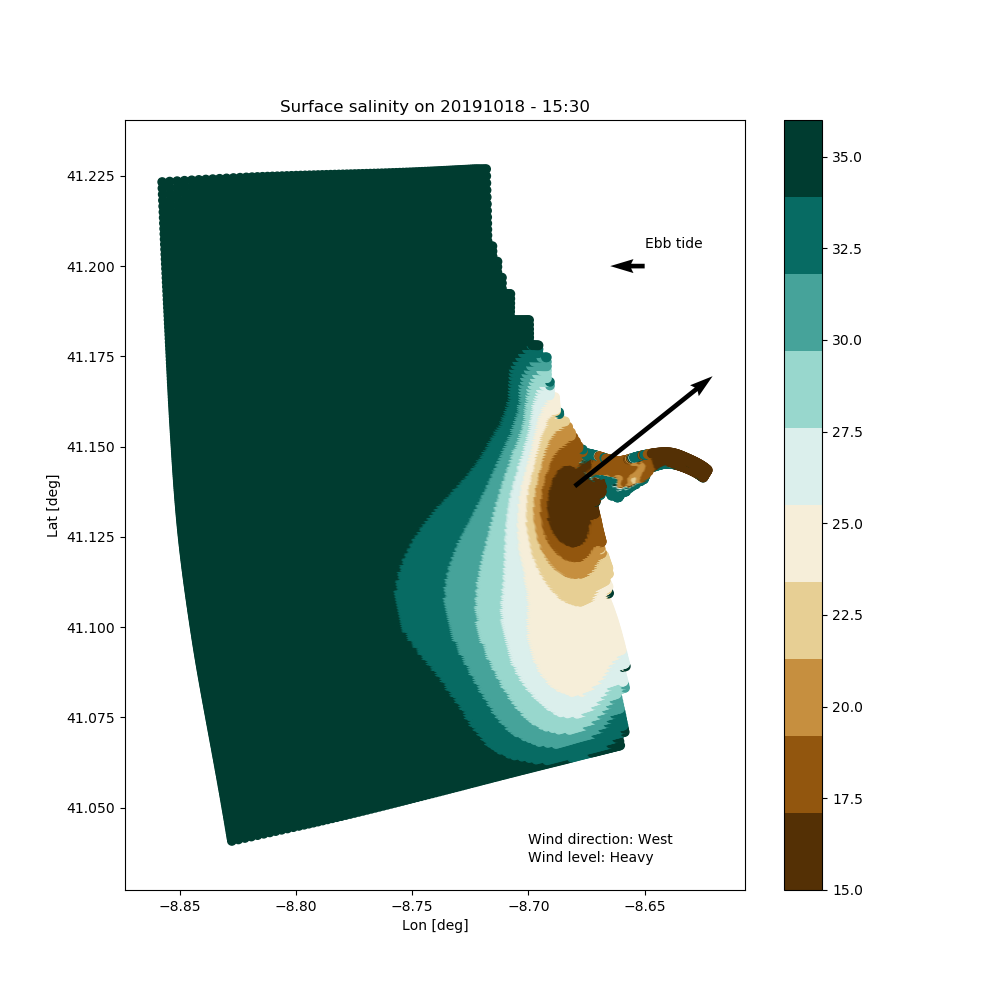 Surface salinity on 20191018 - 15:30
41.225
41.200
41.175
41.150
41.125
41.100
41.075
41.050
Lat [deg]
Ebb tide
Wind direction: West
Wind level: Heavy
−8.85 −8.80 −8.75 −8.70 −8.65
Lon [deg]
35.0
32.5
30.0
27.5
25.0
22.5
20.0
17.5
15.0